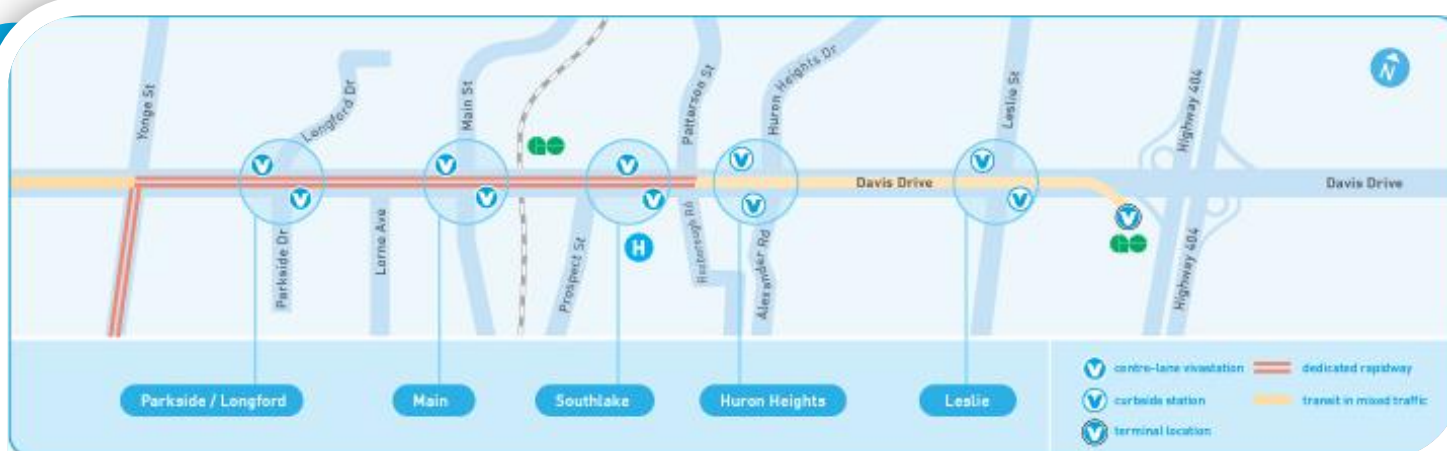 Yonge St
Longford Dr
Main St
GO
Patterson St
Huron Heights Dr
Leslie St
Highway 404
N
Davis Drive
Davis Drive
Parkside Dr
Lorne Ave
Prospect St
H
Roxborough Rd
Alexander Rd
GO
Highway 404
Parkside / Longford
Main
Southlake
Huron Heights
Leslie
centre-lane vivastation
dedicated rapidway
curbside station
transit in mixed traffic
terminal location